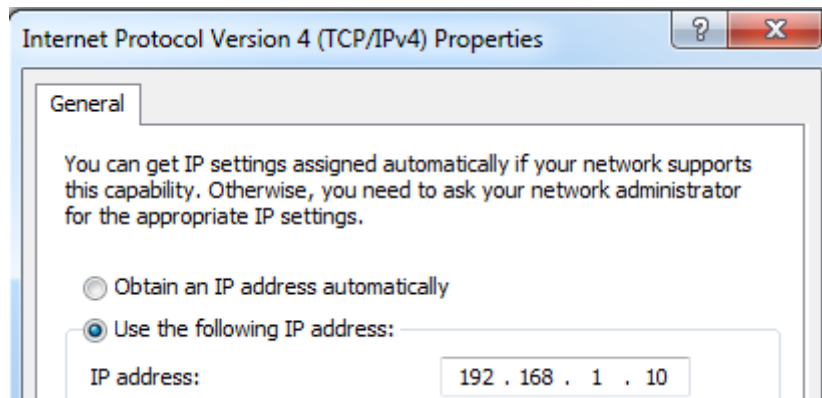 Internet Protocol Version 4 (TCP/IPv4) Properties
General
You can get IP settings assigned automatically if your network supports
this capability. Otherwise, you need to ask your network administrator
for the appropriate IP settings.
Obtain an IP address automatically
Use the following IP address:
IP address: 192 . 168 . 1 . 10